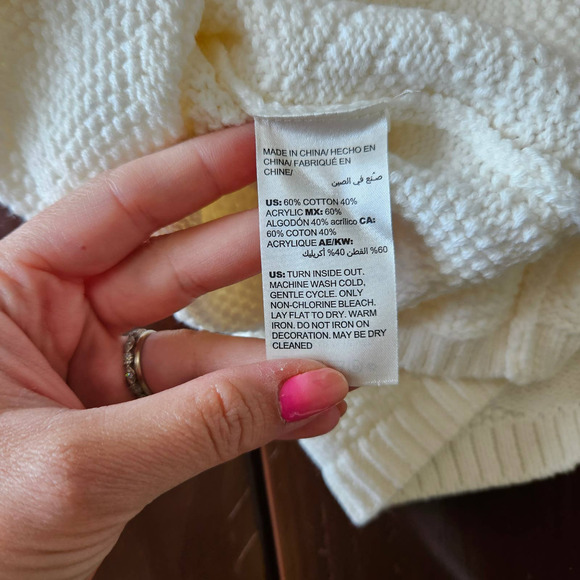 MADE IN CHINA/ HECHO EN
CHINA/ FABRIQUÉ EN
CHINE/
صنع في الصين
US: 60% COTTON 40%
ACRYLIC MX: 60%
ALGODÓN 40% acrílico CA:
60% COTON 40%
ACRYLIQUE AE/KW:
60% القطن 40% أكريليك
US: TURN INSIDE OUT.
MACHINE WASH COLD,
GENTLE CYCLE. ONLY
NON-CHLORINE BLEACH.
LAY FLAT TO DRY. WARM
IRON. DO NOT IRON ON
DECORATION. MAY BE DRY
CLEANED